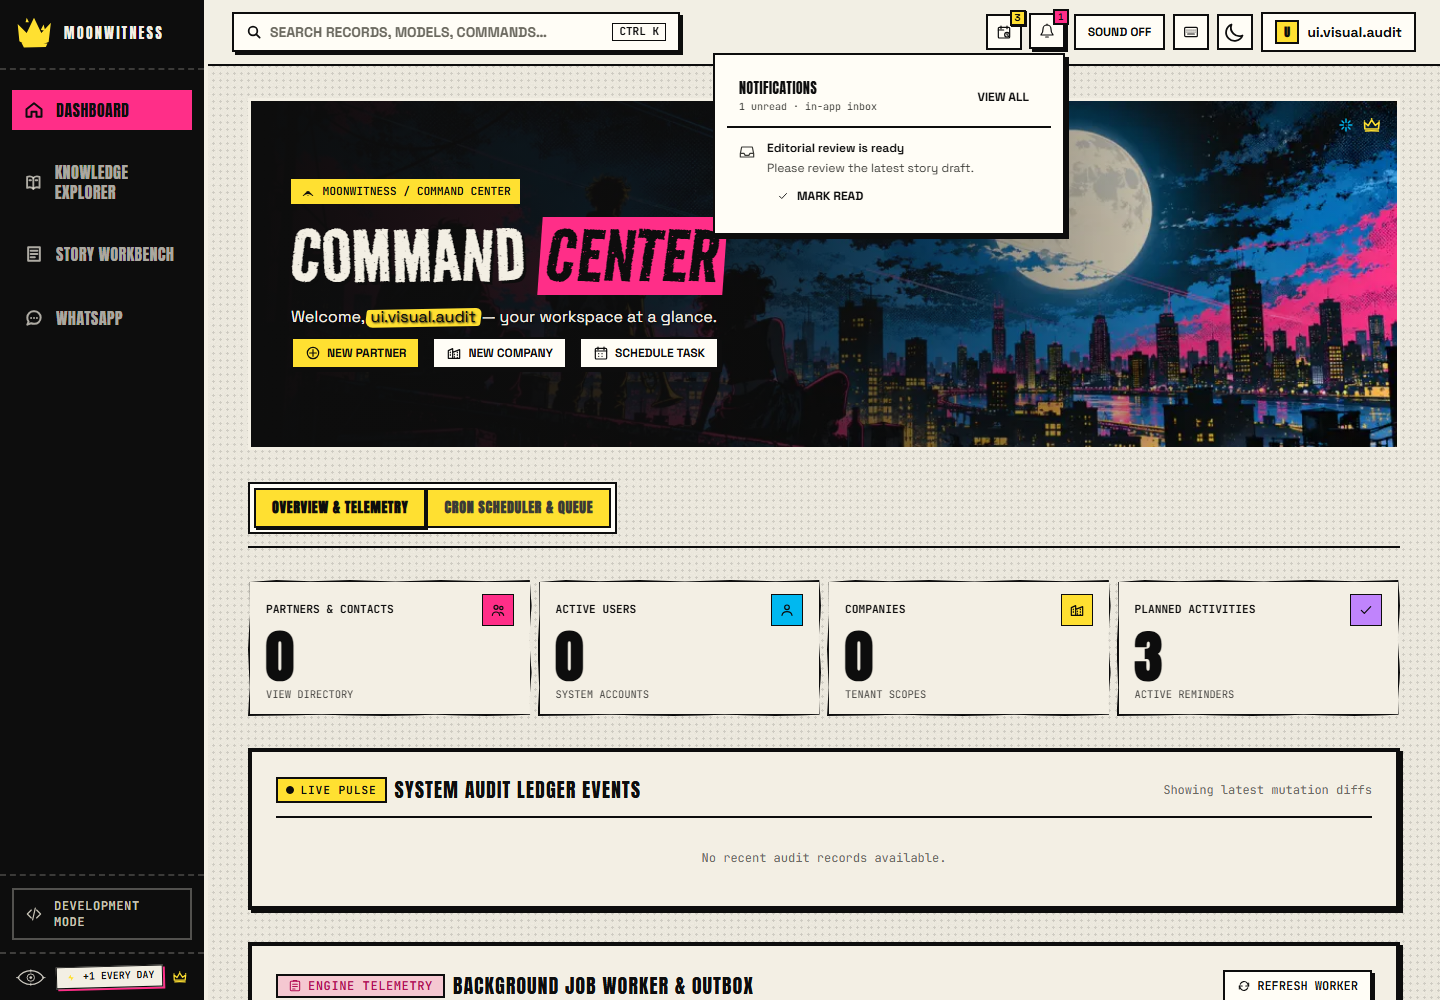 MOONWITNESS
SEARCH RECORDS, MODELS, COMMANDS...
CTRL K
3
1
SOUND OFF
U
ui.visual.audit
DASHBOARD
KNOWLEDGE
EXPLORER
STORY WORKBENCH
WHATSAPP
DEVELOPMENT
MODE
+1 EVERY DAY
NOTIFICATIONS
1 unread · in-app inbox
VIEW ALL
Editorial review is ready
Please review the latest story draft.
MARK READ
MOONWITNESS / COMMAND CENTER
COMMAND CENTER
Welcome, ui.visual.audit — your workspace at a glance.
NEW PARTNER
NEW COMPANY
SCHEDULE TASK
OVERVIEW & TELEMETRY
CRON SCHEDULER & QUEUE
PARTNERS & CONTACTS
0
VIEW DIRECTORY
ACTIVE USERS
0
SYSTEM ACCOUNTS
COMPANIES
0
TENANT SCOPES
PLANNED ACTIVITIES
3
ACTIVE REMINDERS
LIVE PULSE
SYSTEM AUDIT LEDGER EVENTS
Showing latest mutation diffs
No recent audit records available.
ENGINE TELEMETRY
BACKGROUND JOB WORKER & OUTBOX
REFRESH WORKER